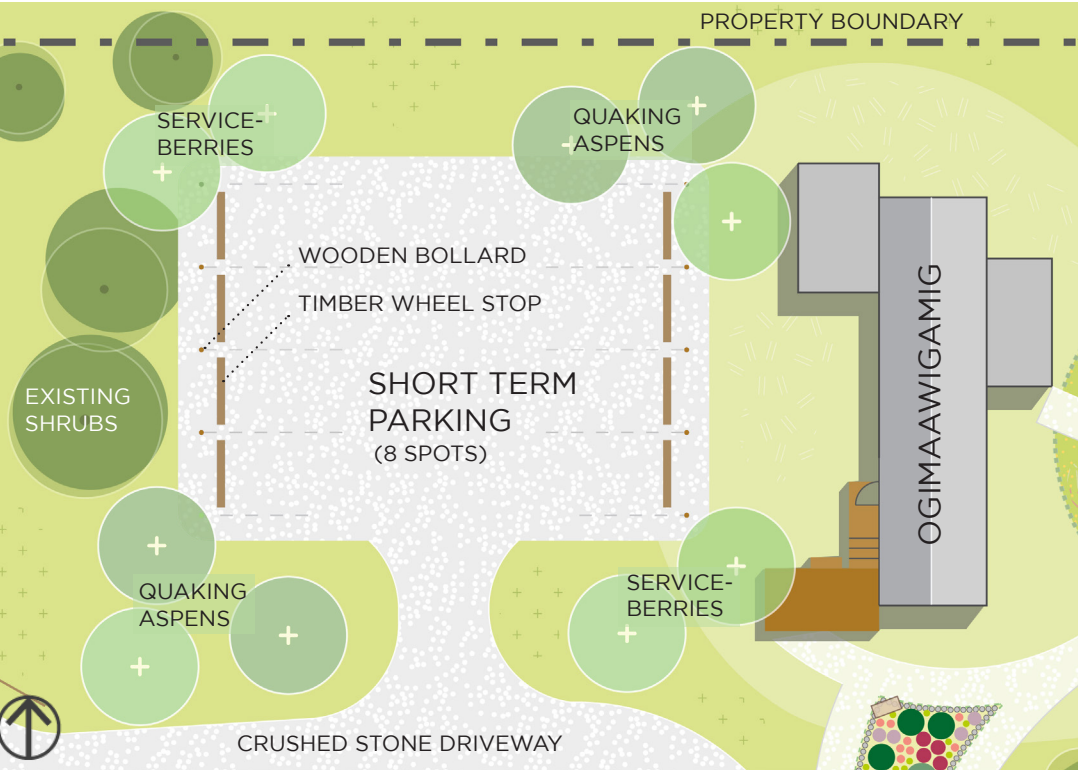 PROPERTY BOUNDARY
SERVICE-
BERRIES
QUAKING
ASPENS
WOODEN BOLLARD
TIMBER WHEEL STOP
EXISTING
SHRUBS
SHORT TERM
PARKING
(8 SPOTS)
OGIMAAWIGAMIG
QUAKING
ASPENS
SERVICE-
BERRIES
CRUSHED STONE DRIVEWAY